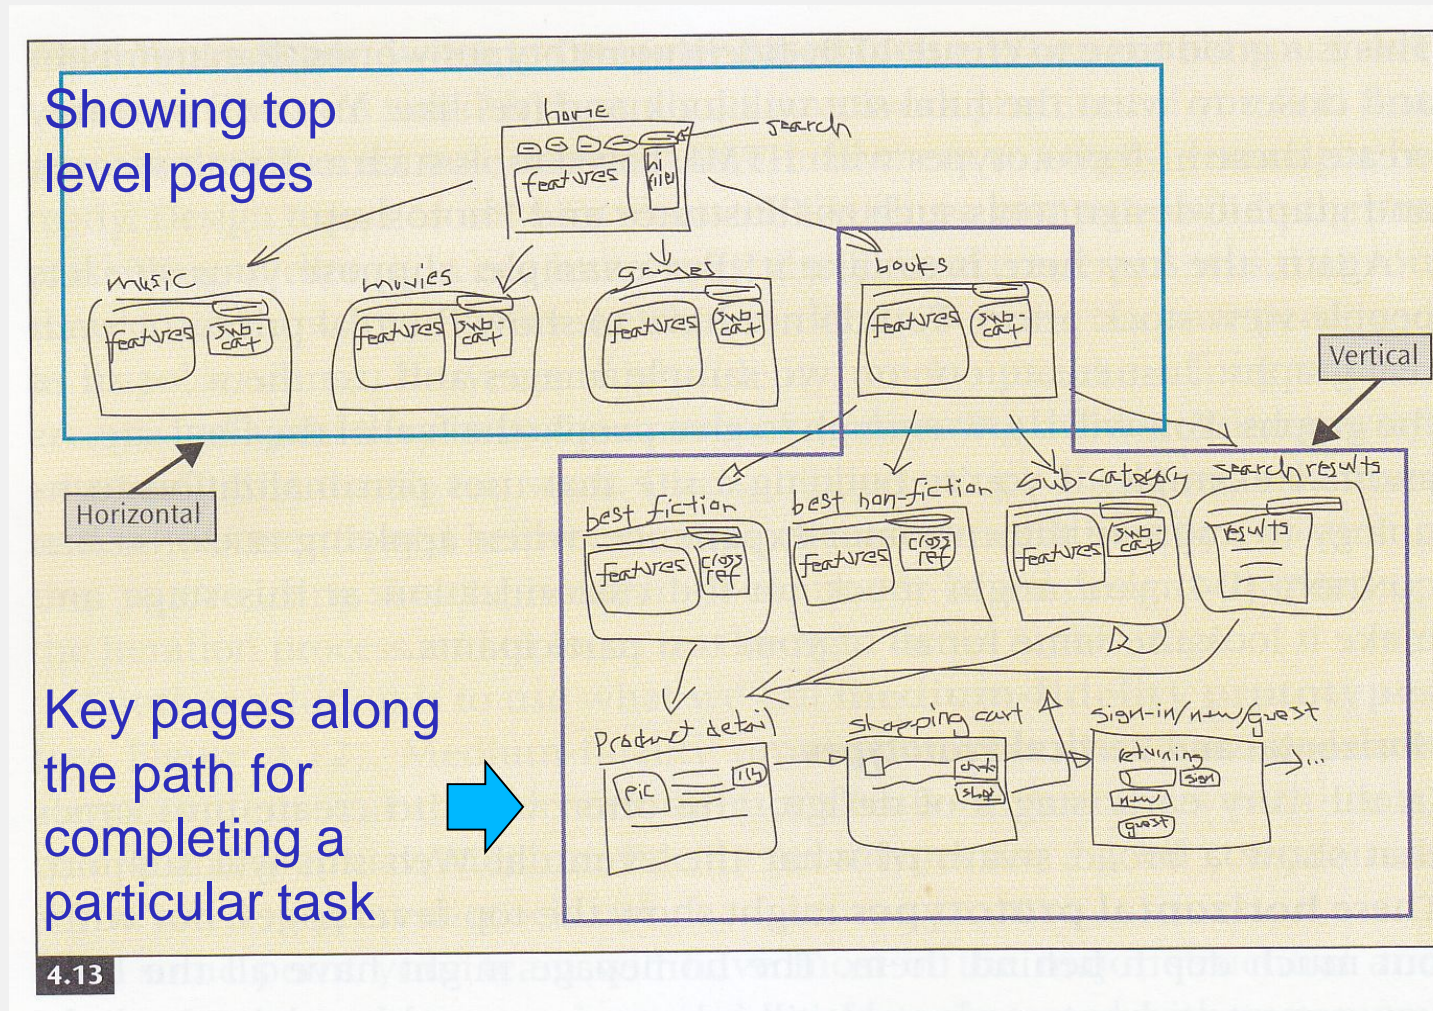 Showing top
level pages
home
search
features
hi
music
movies
games
books
features
sub-
cat
features
sub-
cat
features
sub-
cat
features
sub-
cat
Vertical
Horizontal
best fiction
best non-fiction
sub-category
search results
features
cross
ref
features
cross
ref
features
sub-
cat
results
Key pages along
the path for
completing a
particular task
Product detail
shopping cart
sign-in/new/guest
pic
shop
returning
sign
new
guest
...
4.13